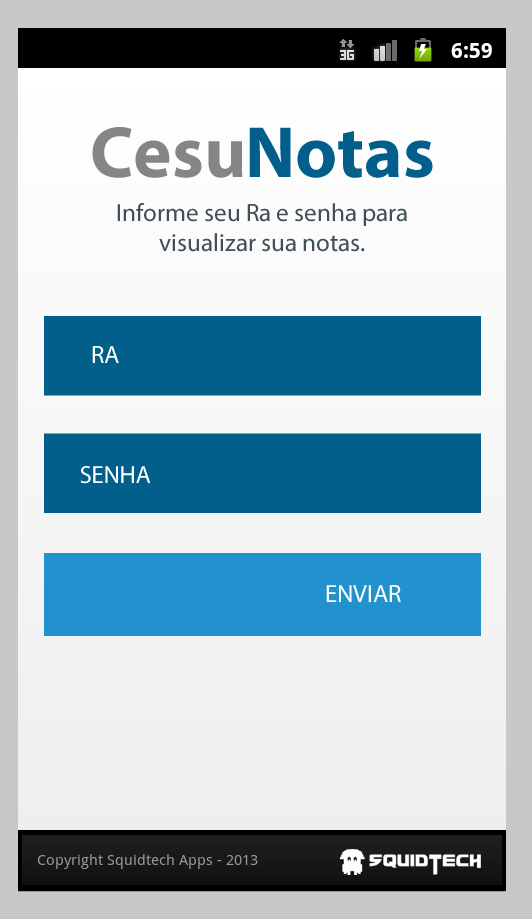 3G 6:59
CesuNotas
Informe seu Ra e senha para
visualizar sua notas.
RA
SENHA
ENVIAR
Copyright Squidtech Apps - 2013 SQUIDTECH